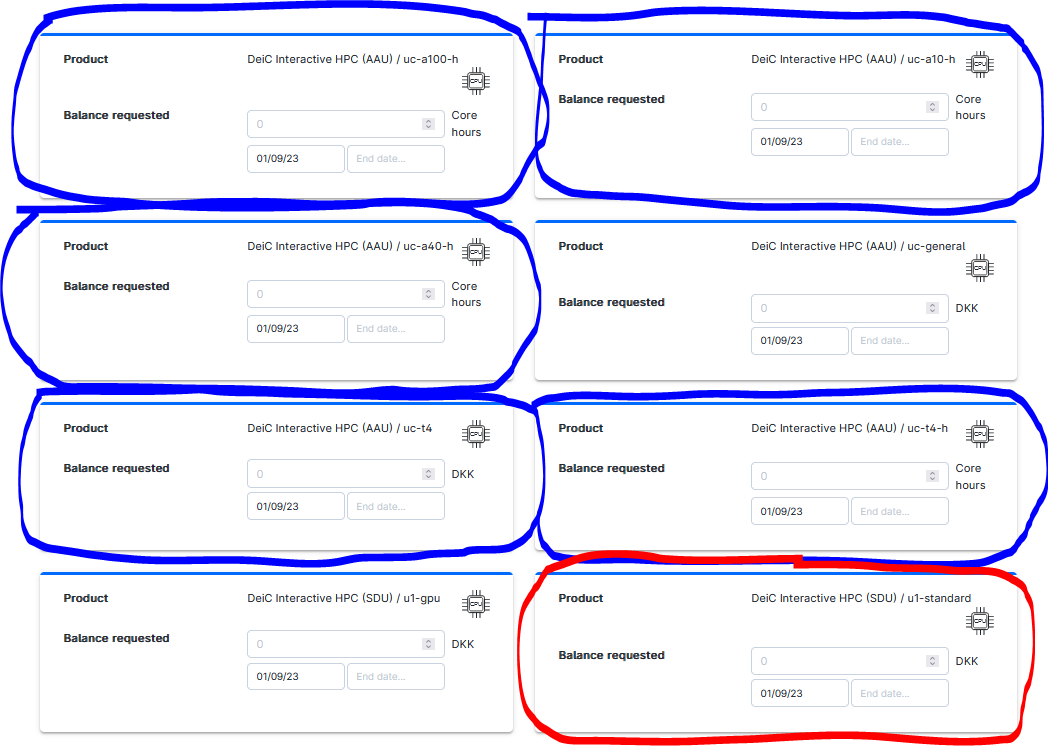 Product DeiC Interactive HPC (AAU) / uc-a100-h
CPU
Balance requested 0 Core hours
01/09/23 End date...
Product DeiC Interactive HPC (AAU) / uc-a10-h
CPU
Balance requested 0 Core hours
01/09/23 End date...
Product DeiC Interactive HPC (AAU) / uc-a40-h
CPU
Balance requested 0 Core hours
01/09/23 End date...
Product DeiC Interactive HPC (AAU) / uc-general
CPU
Balance requested 0 DKK
01/09/23 End date...
Product DeiC Interactive HPC (AAU) / uc-t4
CPU
Balance requested 0 DKK
01/09/23 End date...
Product DeiC Interactive HPC (AAU) / uc-t4-h
CPU
Balance requested 0 Core hours
01/09/23 End date...
Product DeiC Interactive HPC (SDU) / u1-gpu
CPU
Balance requested 0 DKK
01/09/23 End date...
Product DeiC Interactive HPC (SDU) / u1-standard
CPU
Balance requested 0 DKK
01/09/23 End date...